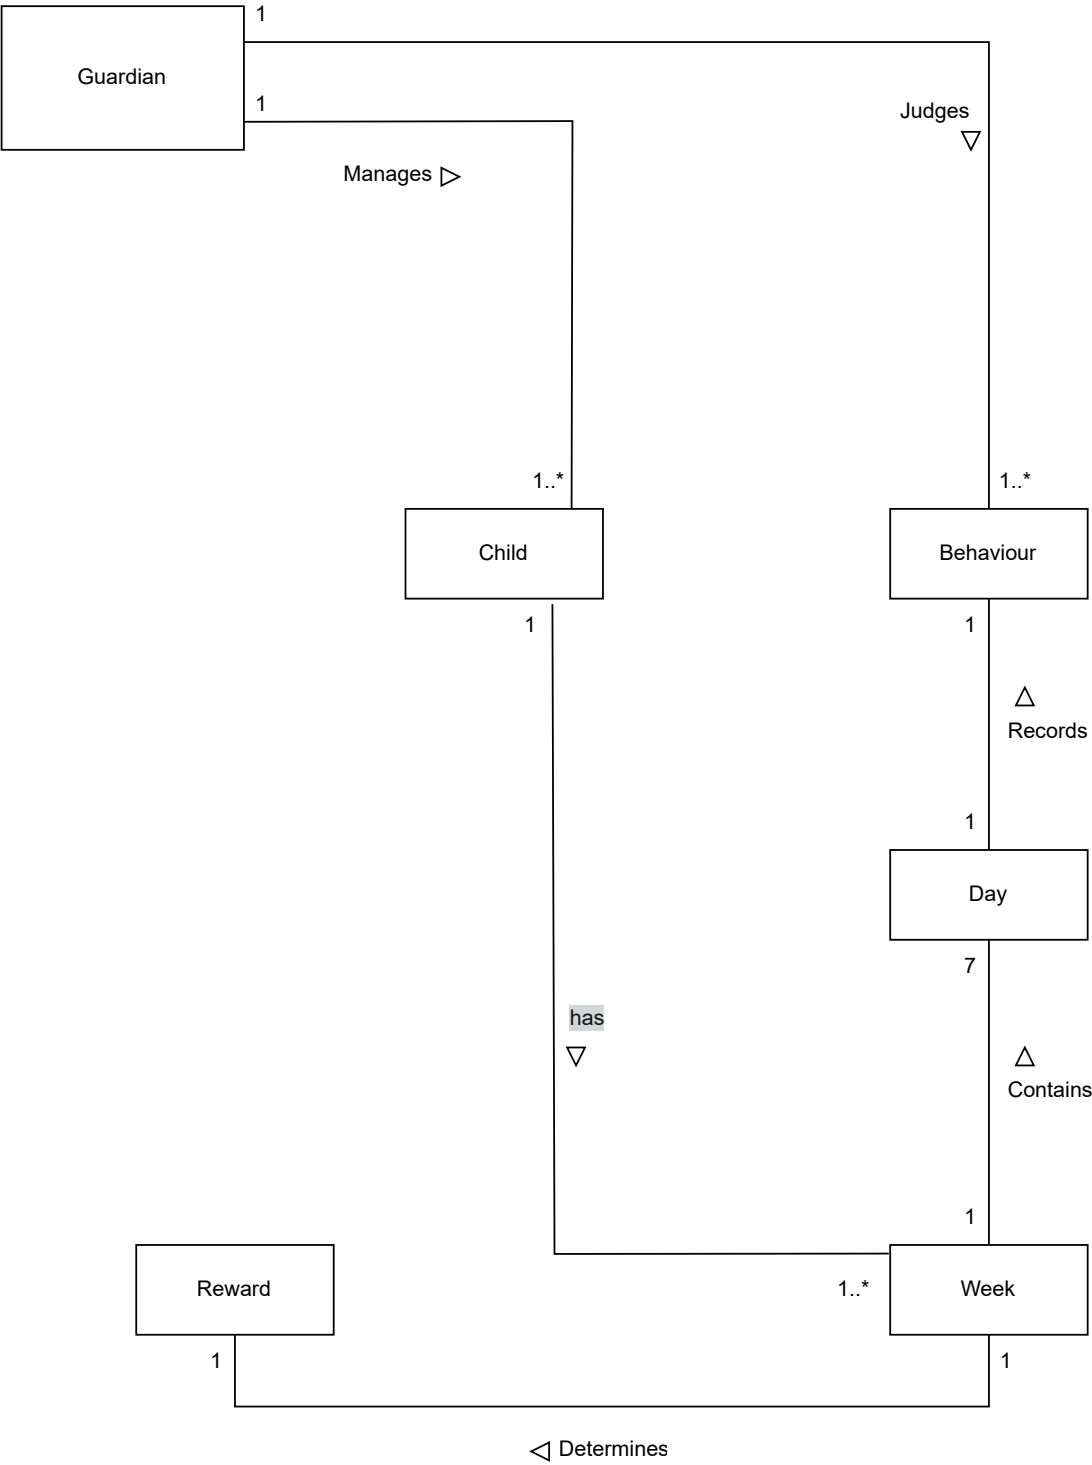 1
Guardian
1
Judges
Manages
1..*
1..*
Child
Behaviour
1
1
Records
1
Day
7
has
Contains
1
Reward
1..*
Week
1
1
Determines